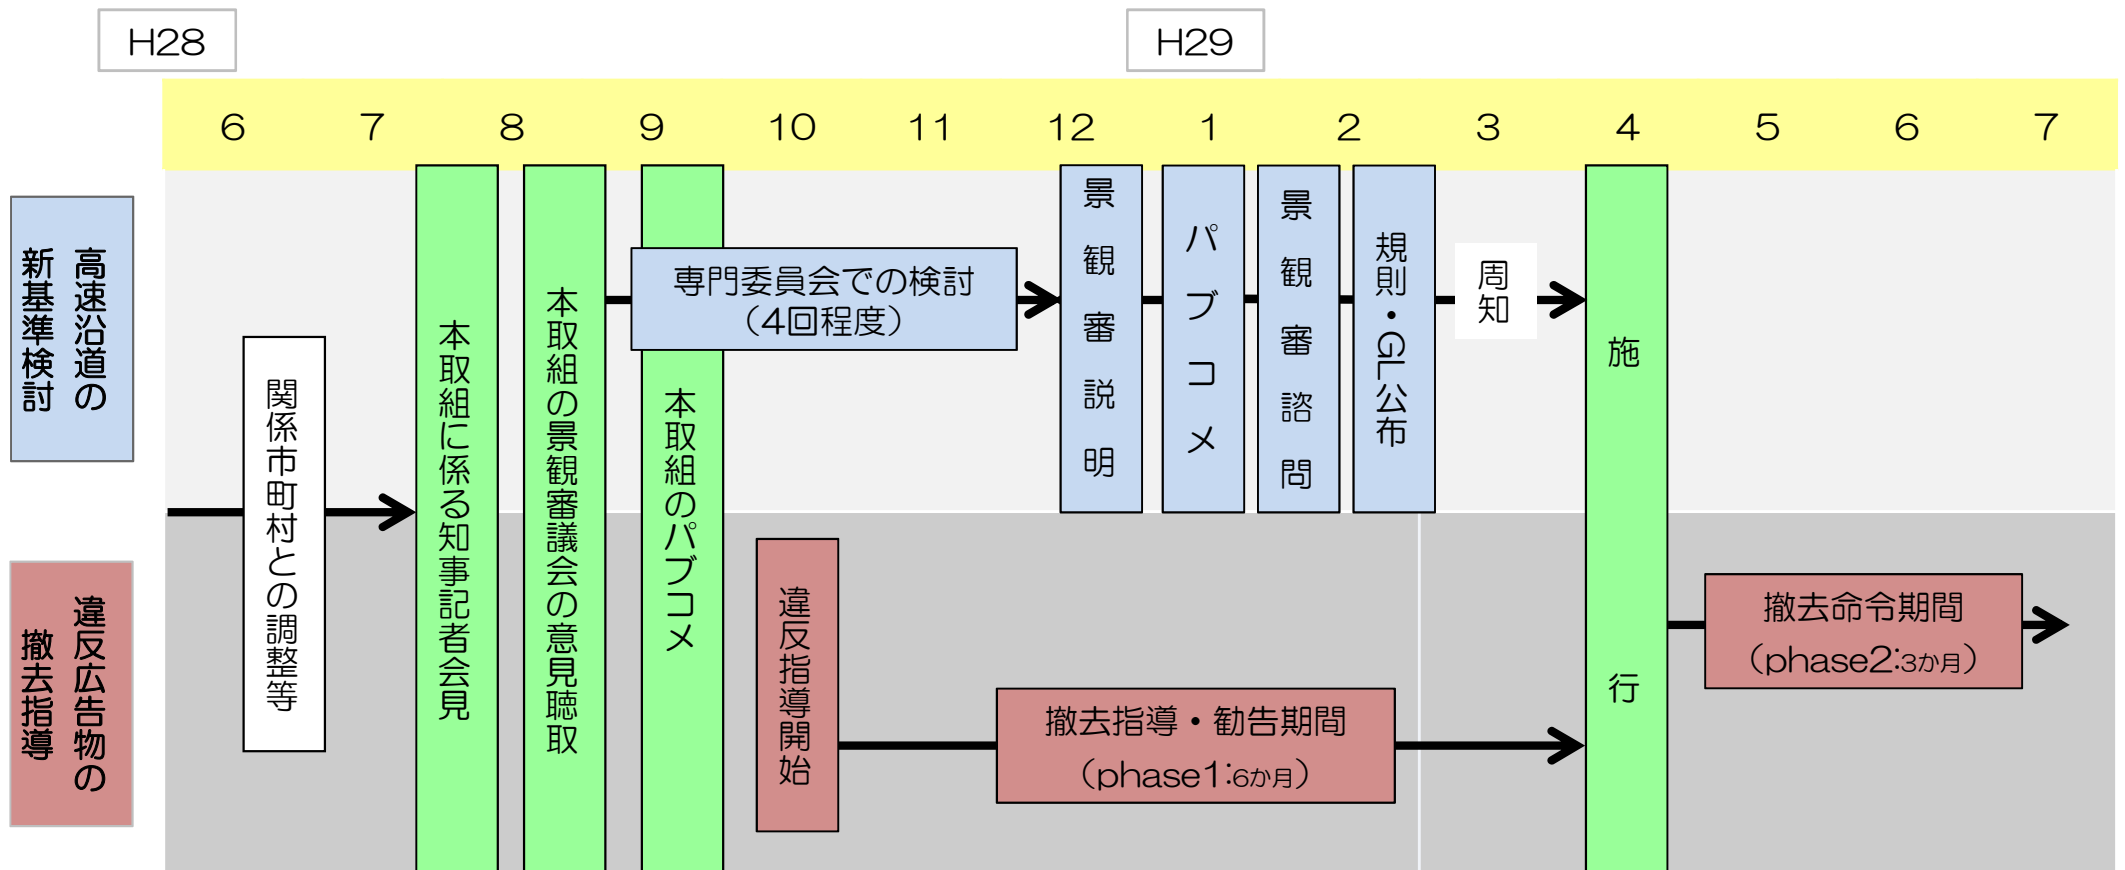 H28
H29
6 7 8 9 10 11 12 1 2 3 4 5 6 7
高速沿道の
新基準検討
違反広告物の
撤去指導
関係市町村との調整等
本取組に係る知事記者会見
本取組の景観審議会の意見聴取
本取組のパブコメ
専門委員会での検討
(4回程度)
景観審説明
パブコメ
景観審諮問
規則・GL公布
周知
施行
違反指導開始
撤去指導・勧告期間
(phase1:6か月)
撤去命令期間
(phase2:3か月)